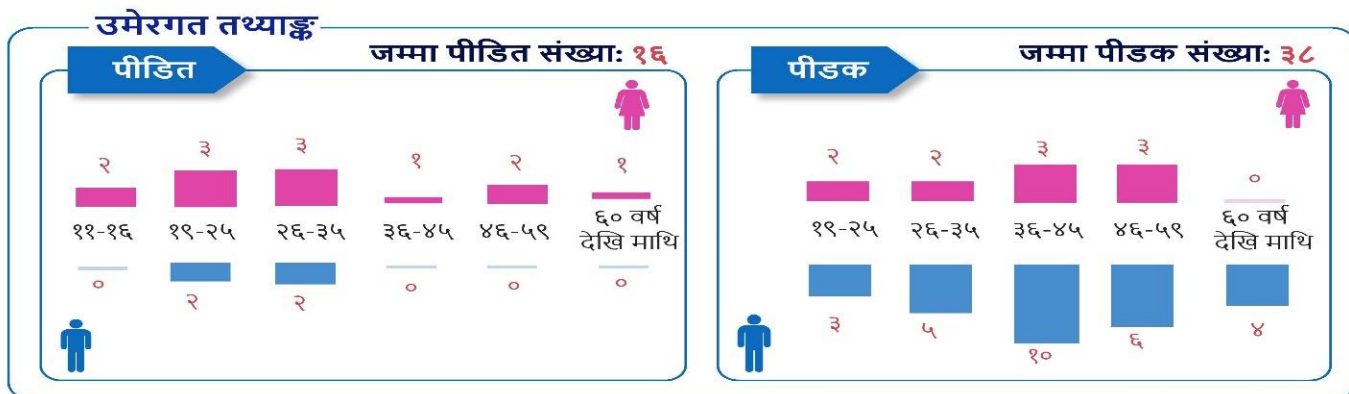 उमेरगत तथ्याङ्क
पीडित
जम्मा पीडित संख्या: १६
२ ३ ३ १ २ १
११-१६ १९-२५ २६-३५ ३६-४५ ४६-५९ ६० वर्ष
देखि माथि
० २ २ ० ० ०
पीडक
जम्मा पीडक संख्या: ३८
२ २ ३ ३ ०
१९-२५ २६-३५ ३६-४५ ४६-५९ ६० वर्ष
देखि माथि
३ ५ १० ६ ४